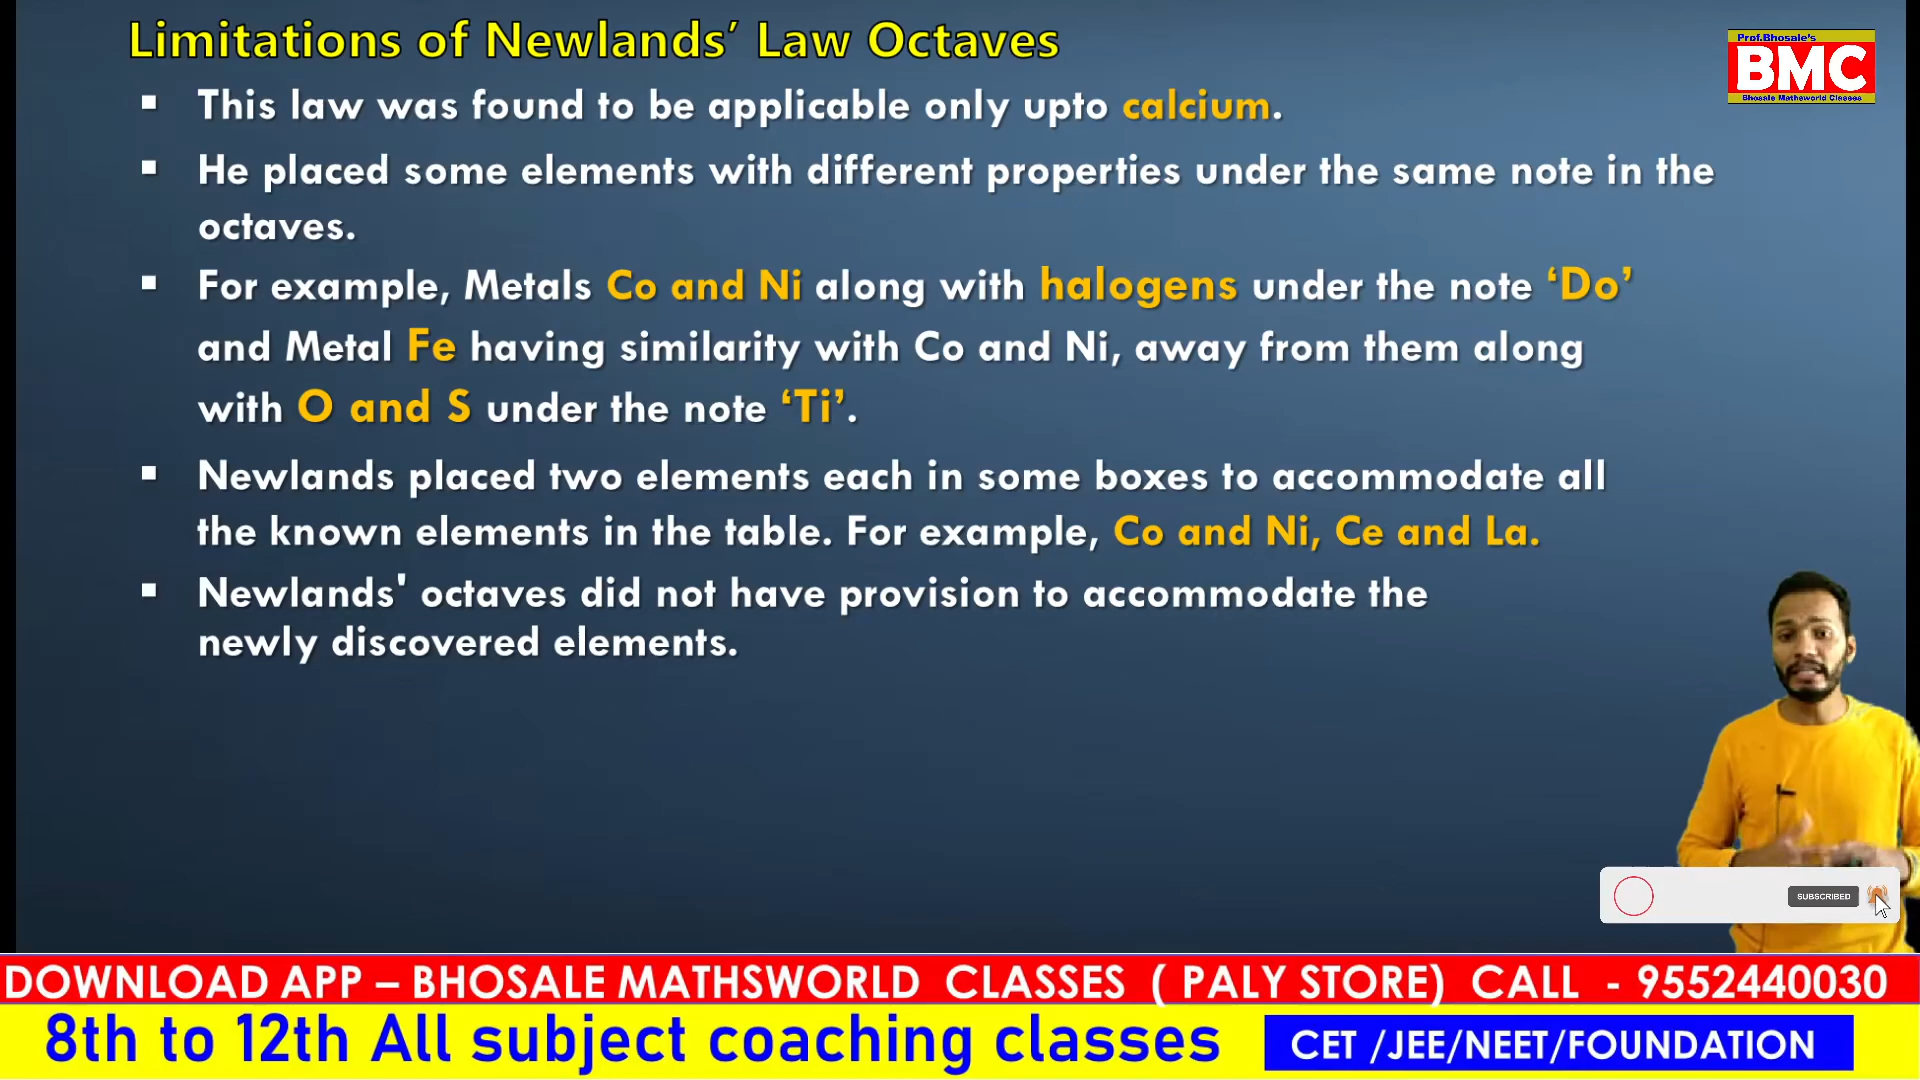 Limitations of Newlands’ Law Octaves
Prof.Bhosale's
BMC
Bhosale Mathsworld Classes
▪ This law was found to be applicable only upto calcium.
▪ He placed some elements with different properties under the same note in the
octaves.
▪ For example, Metals Co and Ni along with halogens under the note ‘Do’
and Metal Fe having similarity with Co and Ni, away from them along
with O and S under the note ‘Ti’.
▪ Newlands placed two elements each in some boxes to accommodate all
the known elements in the table. For example, Co and Ni, Ce and La.
▪ Newlands' octaves did not have provision to accommodate the
newly discovered elements.
SUBSCRIBED
DOWNLOAD APP – BHOSALE MATHSWORLD CLASSES ( PALY STORE) CALL - 9552440030
8th to 12th All subject coaching classes
CET /JEE/NEET/FOUNDATION